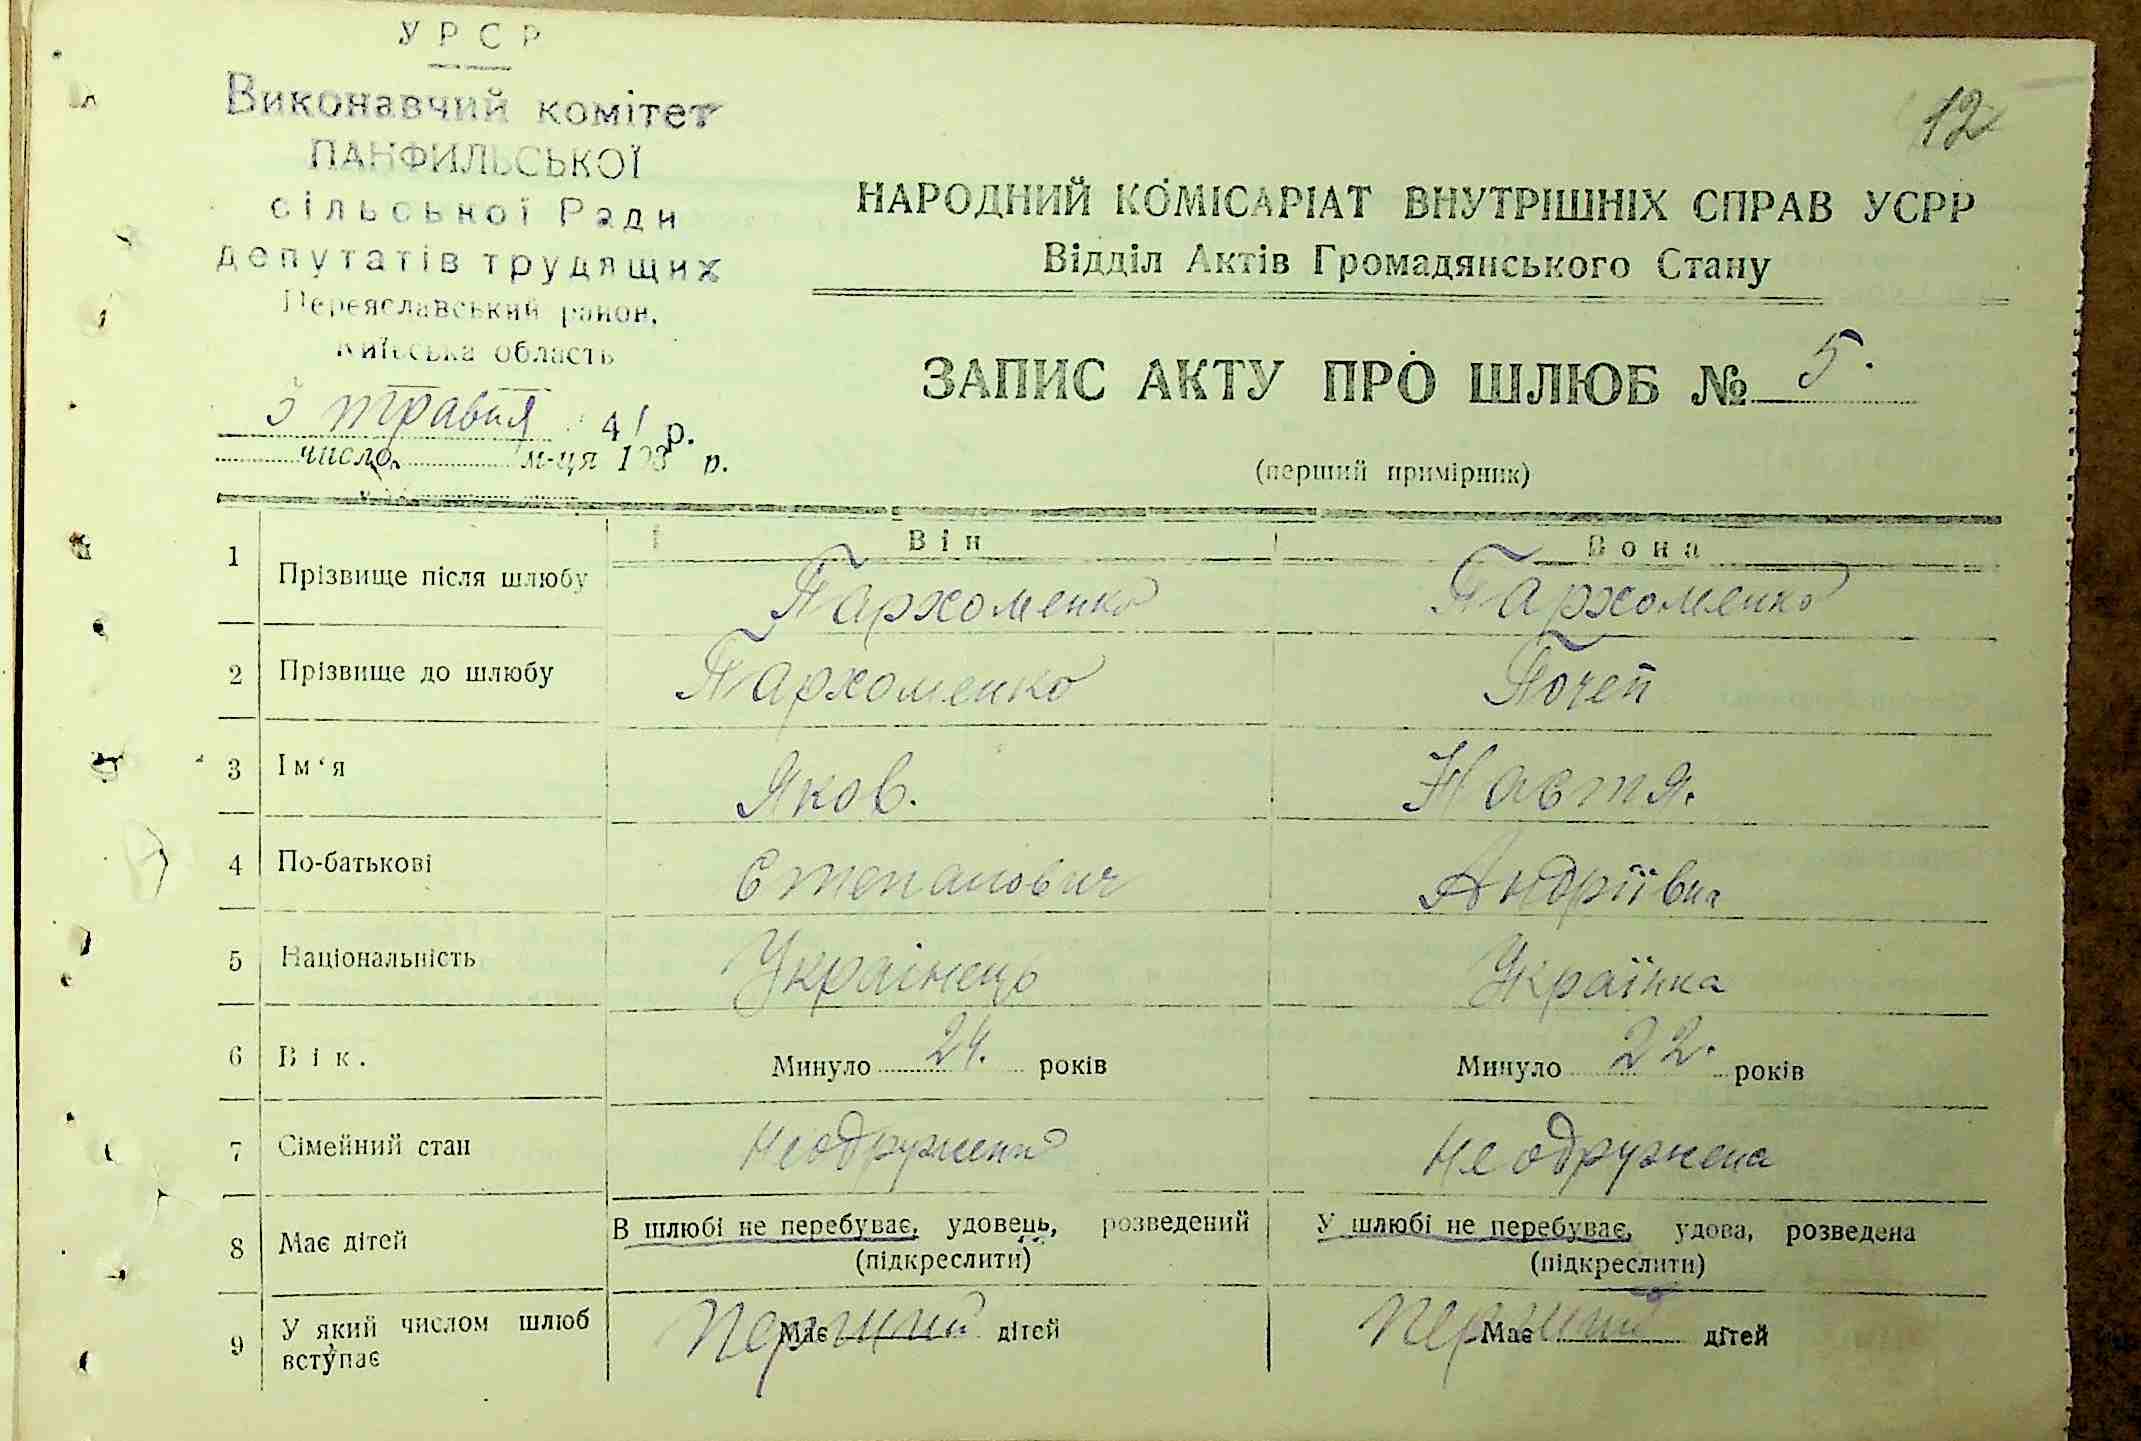 УРСР
Виконавчий комітет
ПАНФИЛЬСЬКОЇ
сільської Ради
депутатів трудящих
Переяславський район,
Київська область
5 травня 41 р.
число м-ця 193 р.
12
НАРОДНИЙ КОМІСАРІАТ ВНУТРІШНІХ СПРАВ УСРР
Відділ Актів Громадянського Стану
ЗАПИС АКТУ ПРО ШЛЮБ № 5.
(перший примірник)
Він Вона
1 Прізвище після шлюбу Пархоменко Пархоменко
2 Прізвище до шлюбу Пархоменко Почеп
3 Ім‘я Яков. Настя.
4 По-батькові Степанович Андріївна
5 Національність Украінець Українка
6 Вік. Минуло 24. років Минуло 22. років
7 Сімейний стан Неодружений Не одружена
8 Має дітей В шлюбі не перебуває, удовець, розведений У шлюбі не перебуває, удова, розведена
(підкреслити) (підкреслити)
9 У який числом шлюб вступає Перший Має дітей Перший Має дітей